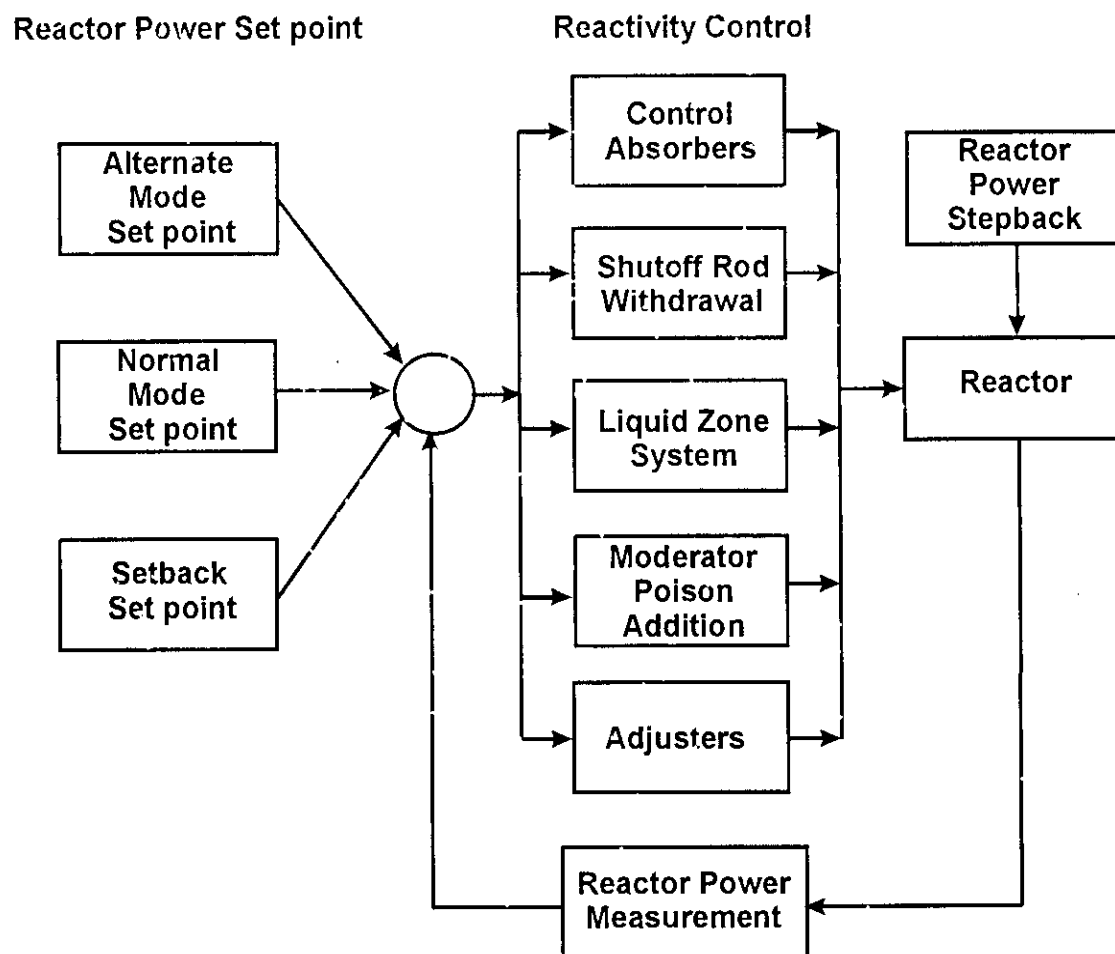 Reactor Power Set point
Reactivity Control
Alternate
Mode
Set point
Normal
Mode
Set point
Setback
Set point
Control
Absorbers
Shutoff Rod
Withdrawal
Liquid Zone
System
Moderator
Poison
Addition
Adjusters
Reactor Power
Measurement
Reactor
Power
Stepback
Reactor